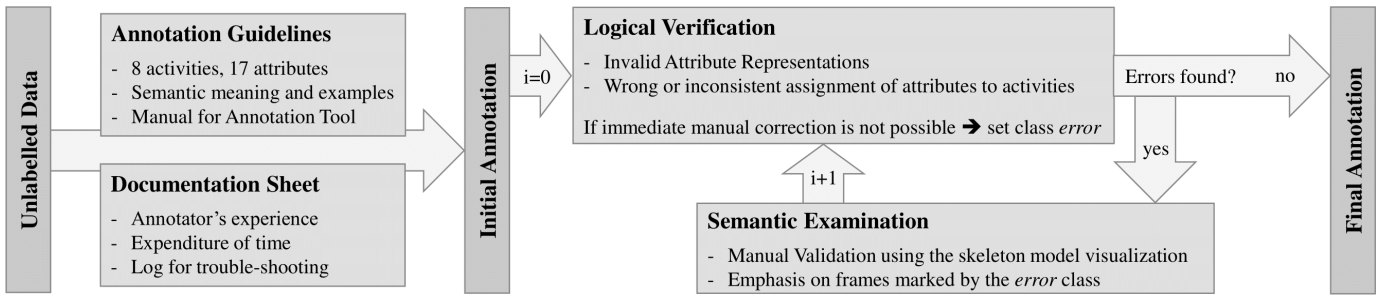 Unlabelled Data
Annotation Guidelines
- 8 activities, 17 attributes
- Semantic meaning and examples
- Manual for Annotation Tool
Documentation Sheet
- Annotator's experience
- Expenditure of time
- Log for trouble-shooting
Initial Annotation
i=0
Logical Verification
- Invalid Attribute Representations
- Wrong or inconsistent assignment of attributes to activities
If immediate manual correction is not possible 🡪 set class error
Errors found? no
yes
i+1
Semantic Examination
- Manual Validation using the skeleton model visualization
- Emphasis on frames marked by the error class
Final Annotation